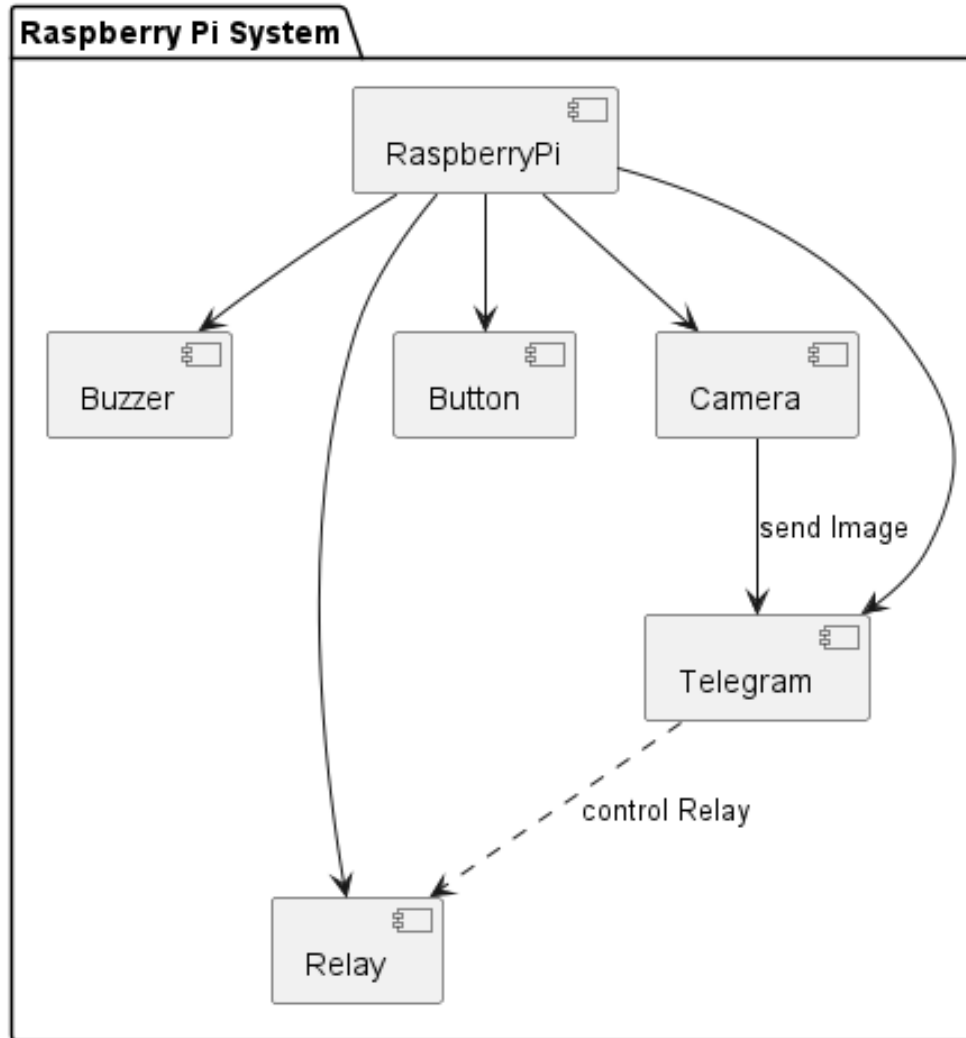 Raspberry Pi System
RaspberryPi
Buzzer
Button
Camera
send Image
Telegram
control Relay
Relay